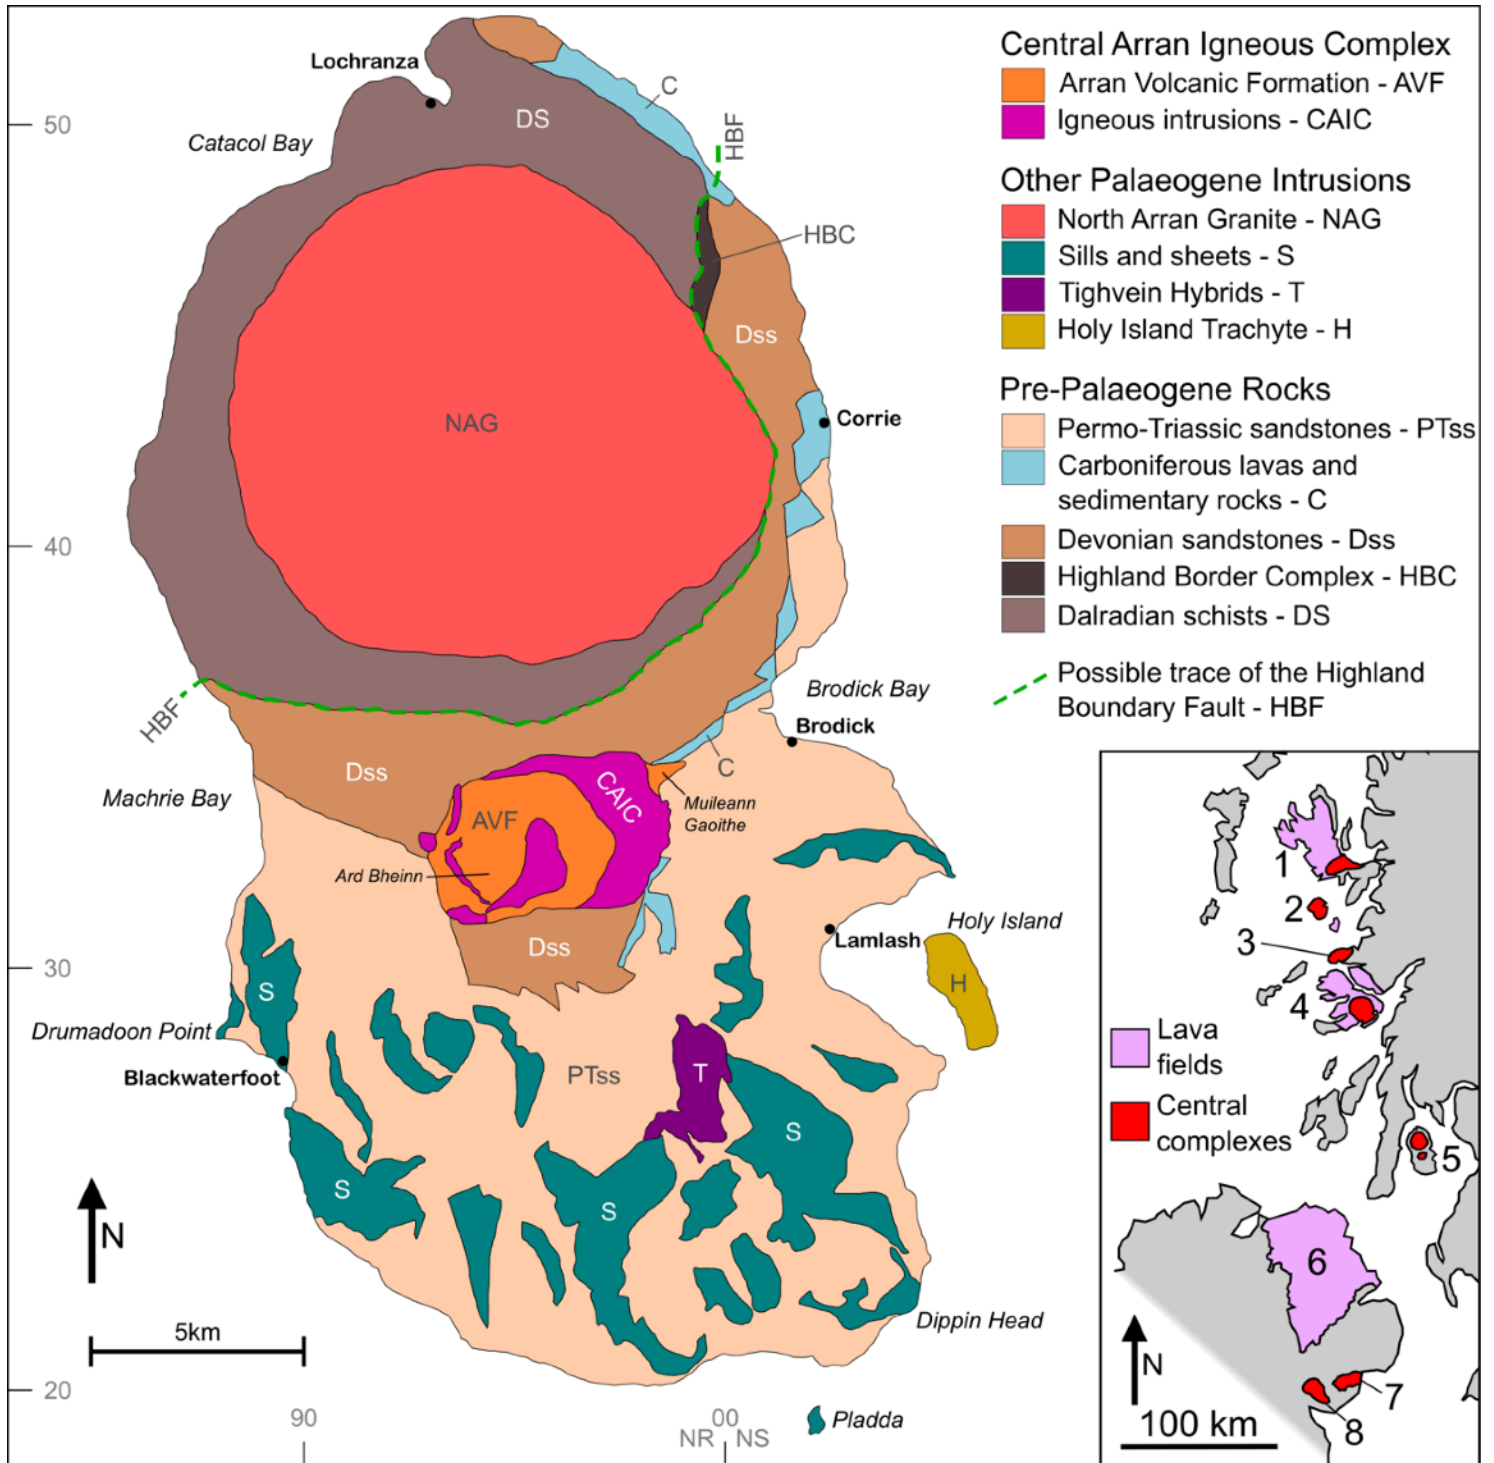 Lochranza
Catacol Bay
50
DS
C
HBF
HBC
Dss
NAG
Corrie
40
HBF
Brodick Bay
Brodick
Dss
CAIC
C
Machrie Bay
AVF
Muileann
Gaoithe
Ard Bheinn
Holy Island
Lamlash
Dss
30
S
H
Drumadoon Point
Blackwaterfoot
PTss
T
S
S
S
N
5km
Dippin Head
20
90
00
NR
NS
Pladda
Central Arran Igneous Complex
Arran Volcanic Formation - AVF
Igneous intrusions - CAIC
Other Palaeogene Intrusions
North Arran Granite - NAG
Sills and sheets - S
Tighvein Hybrids - T
Holy Island Trachyte - H
Pre-Palaeogene Rocks
Permo-Triassic sandstones - PTss
Carboniferous lavas and
sedimentary rocks - C
Devonian sandstones - Dss
Highland Border Complex - HBC
Dalradian schists - DS
Possible trace of the Highland
Boundary Fault - HBF
1
2
3
4
Lava
fields
Central
complexes
5
6
N
7
8
100 km